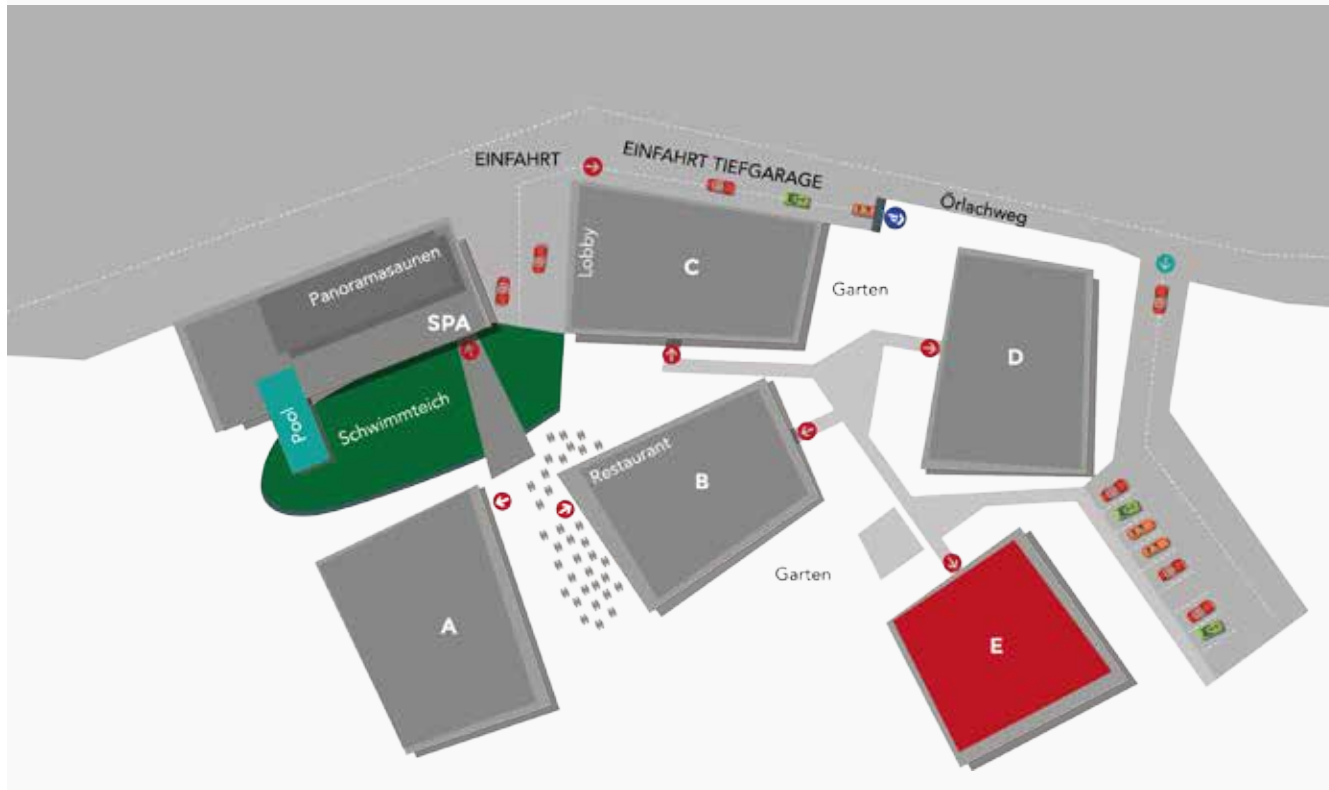 EINFAHRT
EINFAHRT TIEFGARAGE
Örlachweg
Lobby
C
Panoramasaunen
Garten
SPA
D
Pool
Schwimmteich
Restaurant
B
Garten
A
E